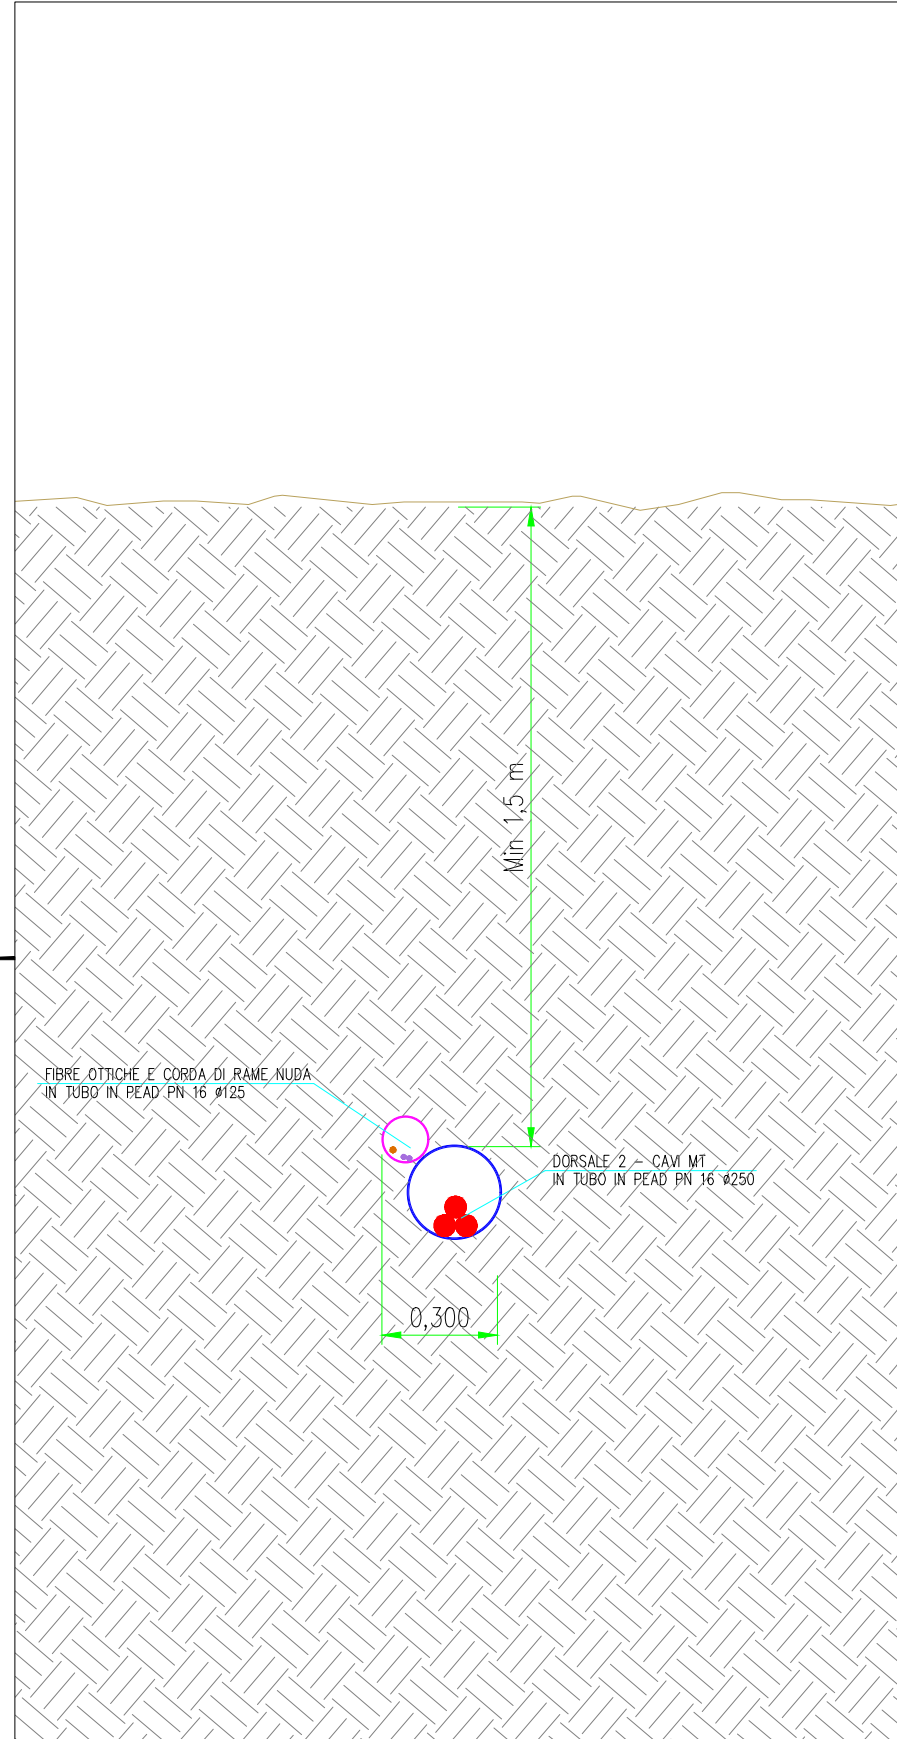 Min 1,5 m
FIBRE OTTICHE E CORDA DI RAME NUDA
IN TUBO IN PEAD PN 16 Ø125
DORSALE 2 - CAVI MT
IN TUBO IN PEAD PN 16 Ø250
0,300